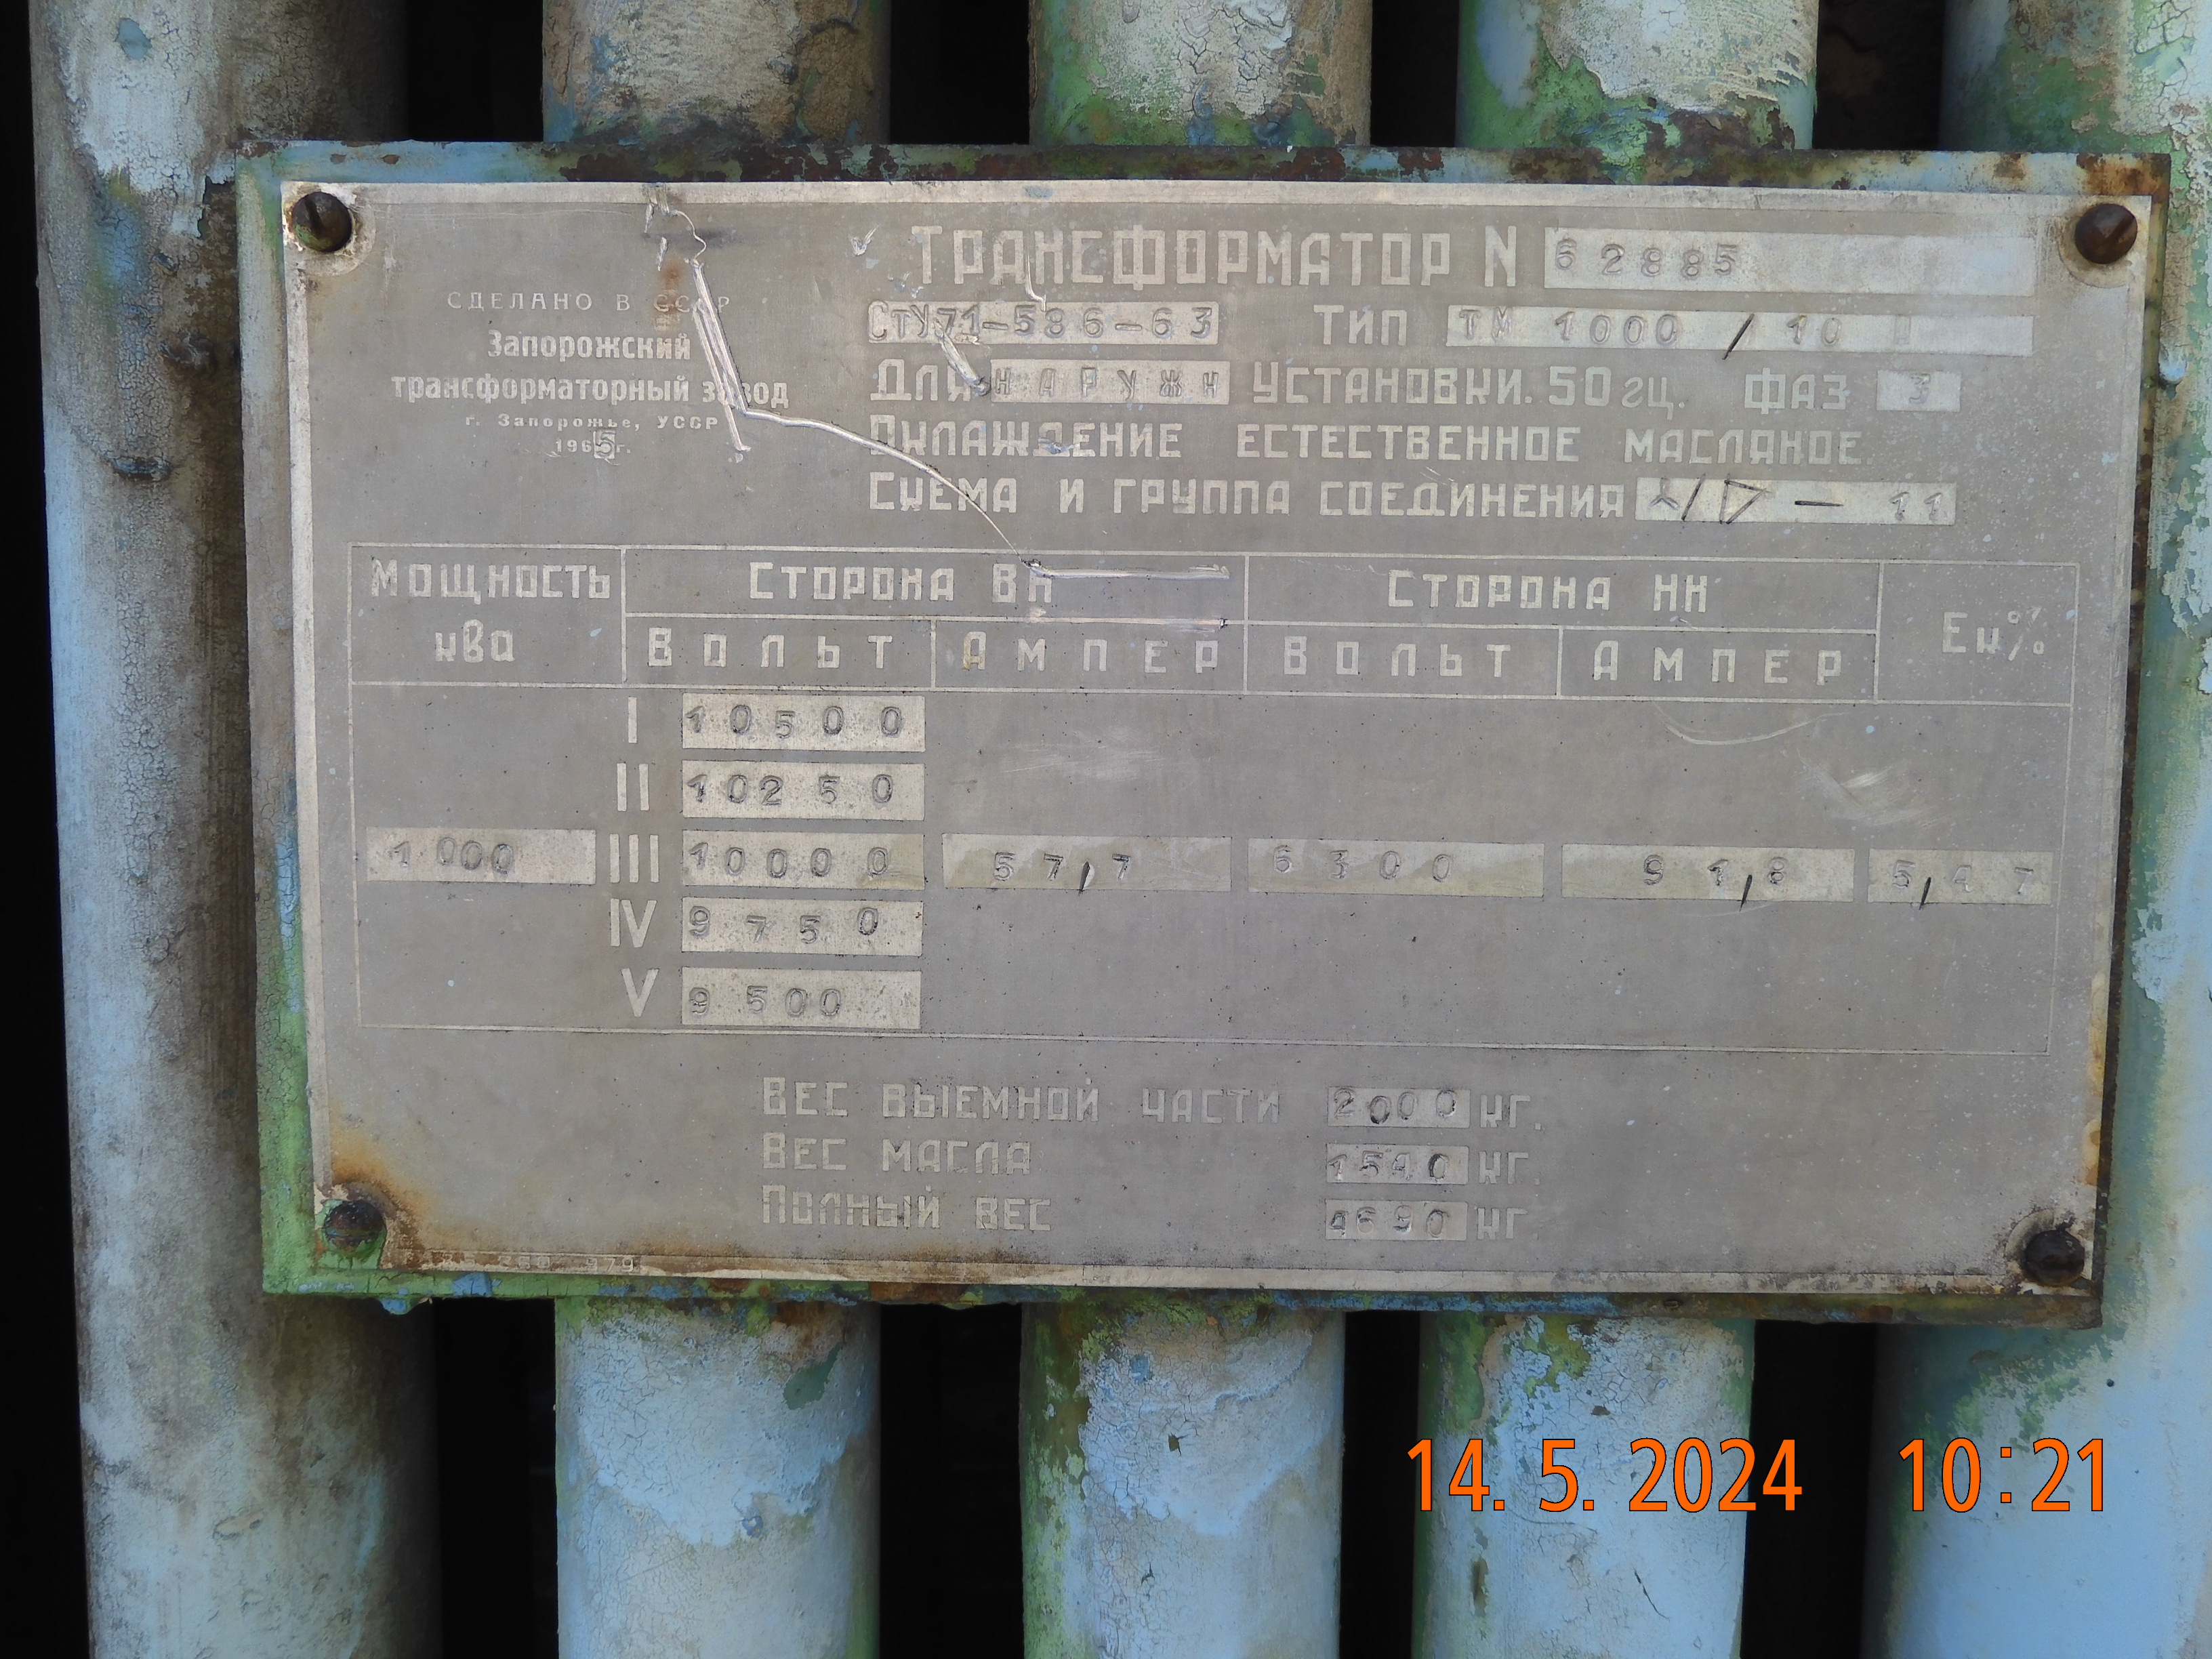 ТРАНСФОРМАТОР N 62885
СДЕЛАНО В СССР
Запорожский
трансформаторный завод
г. Запорожье, УССР
1965г.
СТУ71-586-63 ТИП ТМ 1000/10
Для НАРУЖН УСТАНОВКИ. 50 гц. ФАЗ 3
ОХЛАЖДЕНИЕ ЕСТЕСТВЕННОЕ МАСЛЯНОЕ
СХЕМА И ГРУППА СОЕДИНЕНИЯ Y/Δ-11
МОЩНОСТЬ кВа СТОРОНА ВН СТОРОНА НН Ек%
ВОЛЬТ АМПЕР ВОЛЬТ АМПЕР
I 10500
II 10250
1000 III 10000 57,7 6300 91,8 5,47
IV 9750
V 9500
ВЕС ВЫЕМНОЙ ЧАСТИ 2000 КГ.
ВЕС МАСЛА 1540 КГ.
ПОЛНЫЙ ВЕС 4690 КГ.
979
14. 5. 2024 10:21